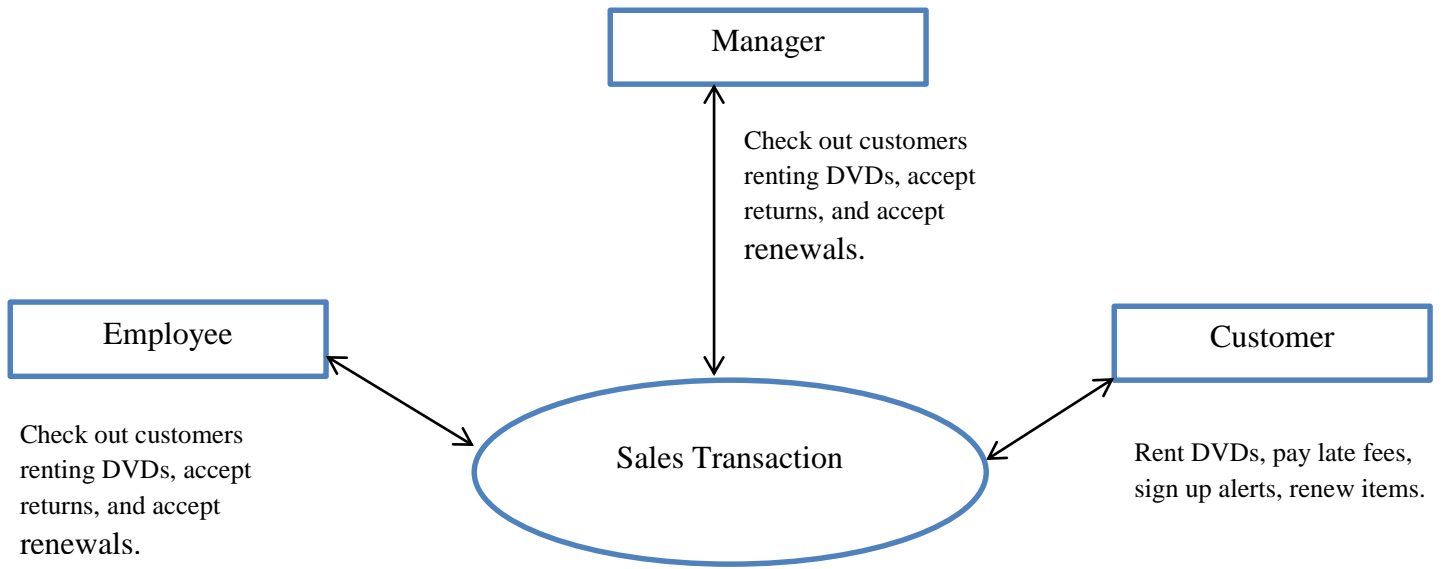 Manager
Check out customers
renting DVDs, accept
returns, and accept
renewals.
Employee
Customer
Check out customers
renting DVDs, accept
returns, and accept
renewals.
Sales Transaction
Rent DVDs, pay late fees,
sign up alerts, renew items.